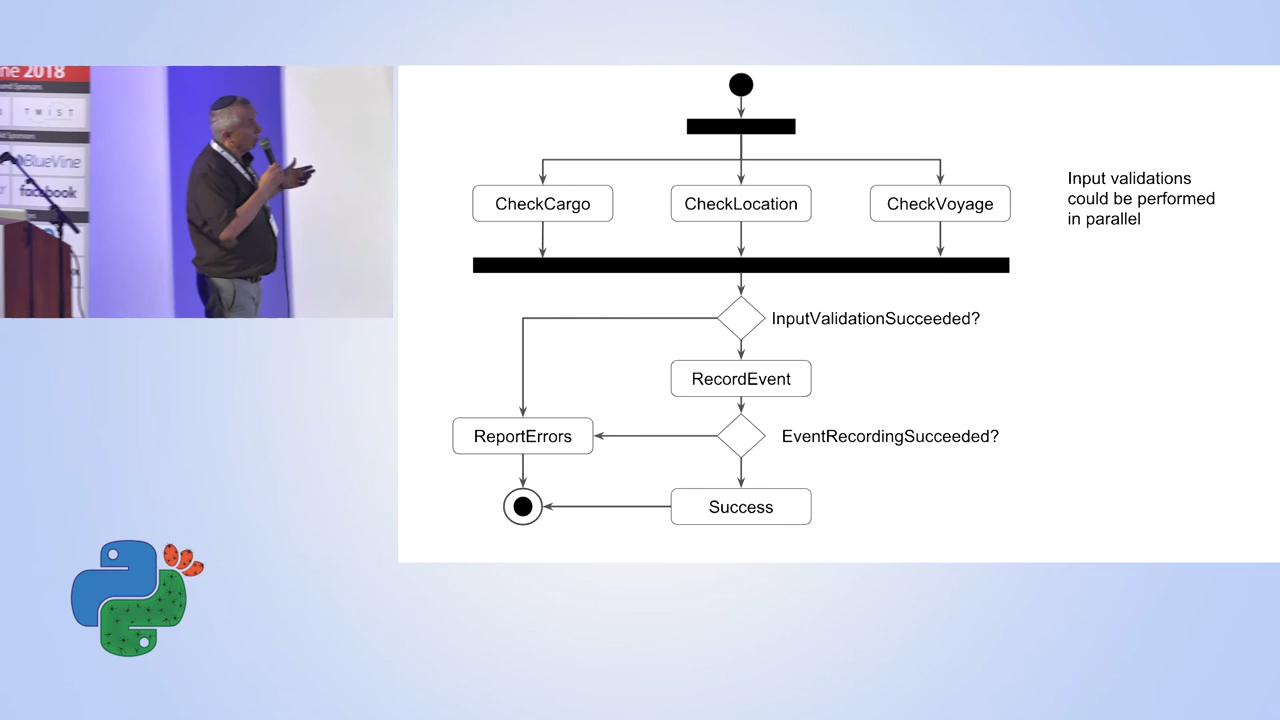 ne 2018
TWIST
BlueVine
facebook
CheckCargo
CheckLocation
CheckVoyage
Input validations
could be performed
in parallel
InputValidationSucceeded?
RecordEvent
ReportErrors
EventRecordingSucceeded?
Success